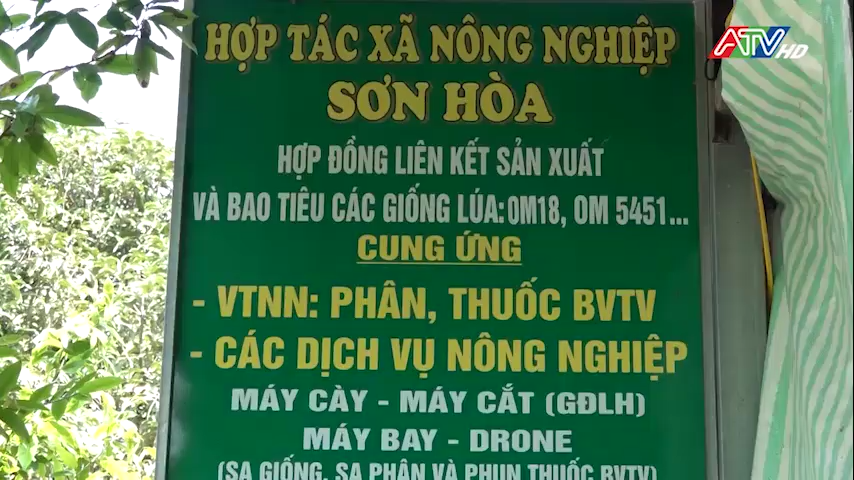 ATV HD
HỢP TÁC XÃ NÔNG NGHIỆP
SƠN HÒA
HỢP ĐỒNG LIÊN KẾT SẢN XUẤT
VÀ BAO TIÊU CÁC GIỐNG LÚA: OM18, OM 5451...
CUNG ỨNG
- VTNN: PHÂN, THUỐC BVTV
- CÁC DỊCH VỤ NÔNG NGHIỆP
MÁY CÀY - MÁY CẮT (GĐLH)
MÁY BAY - DRONE
(SẠ GIỐNG, SẠ PHÂN VÀ PHUN THUỐC BVTV)